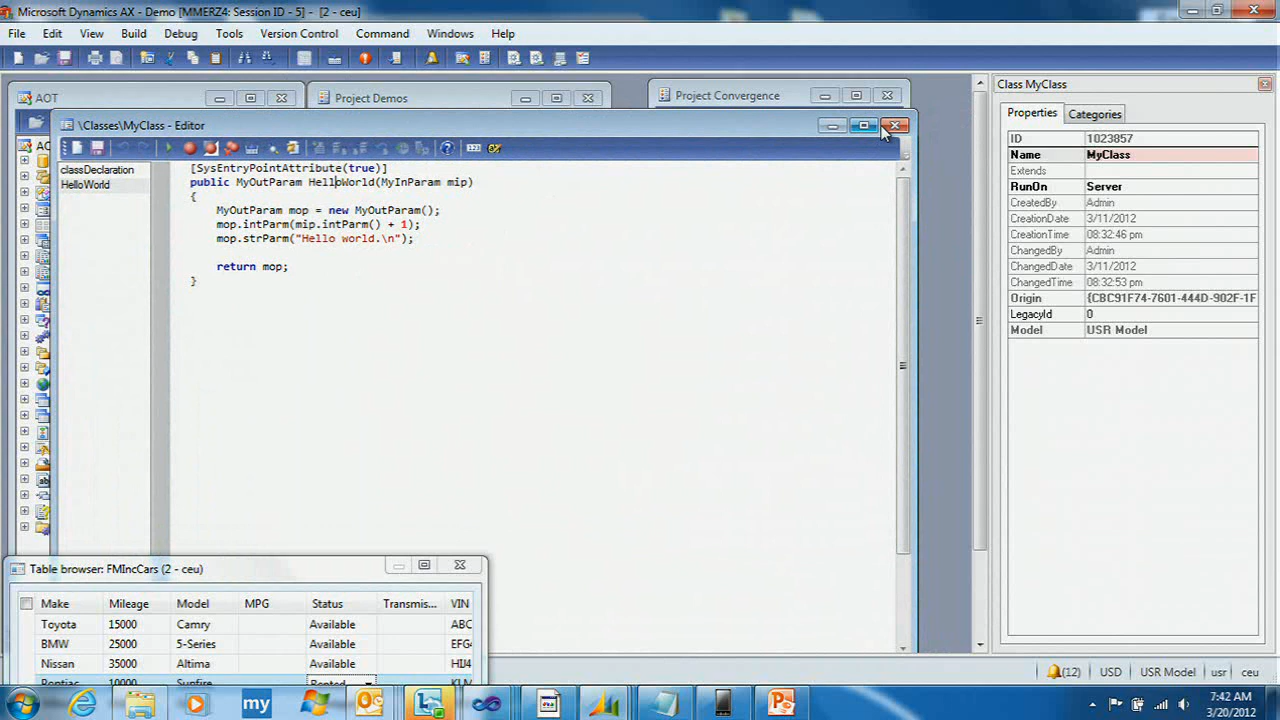 Microsoft Dynamics AX - Demo [MMERZ4: Session ID - 5] - [2 - ceu]
File Edit View Build Debug Tools Version Control Command Windows Help
AOT
Project Demos
Project Convergence
Class MyClass
\Classes\MyClass - Editor
Properties Categories
classDeclaration
HelloWorld
[SysEntryPointAttribute(true)]
public MyOutParam HelloWorld(MyInParam mip)
{
MyOutParam mop = new MyOutParam();
mop.intParm(mip.intParm() + 1);
mop.strParm("Hello world.\n");
return mop;
}
ID 1023857
Name MyClass
Extends
RunOn Server
CreatedBy Admin
CreationDate 3/11/2012
CreationTime 08:32:46 pm
ChangedBy Admin
ChangedDate 3/11/2012
ChangedTime 08:32:53 pm
Origin {CBC91F74-7601-444D-902F-1F
LegacyId 0
Model USR Model
Table browser: FMIncCars (2 - ceu)
Make Mileage Model MPG Status Transmis... VIN
Toyota 15000 Camry Available ABC
BMW 25000 5-Series Available EFG
Nissan 35000 Altima Available HIJ4
Pontiac 10000 Sunfire Rented KLM
(12) USD USR Model usr ceu
my
7:42 AM
3/20/2012